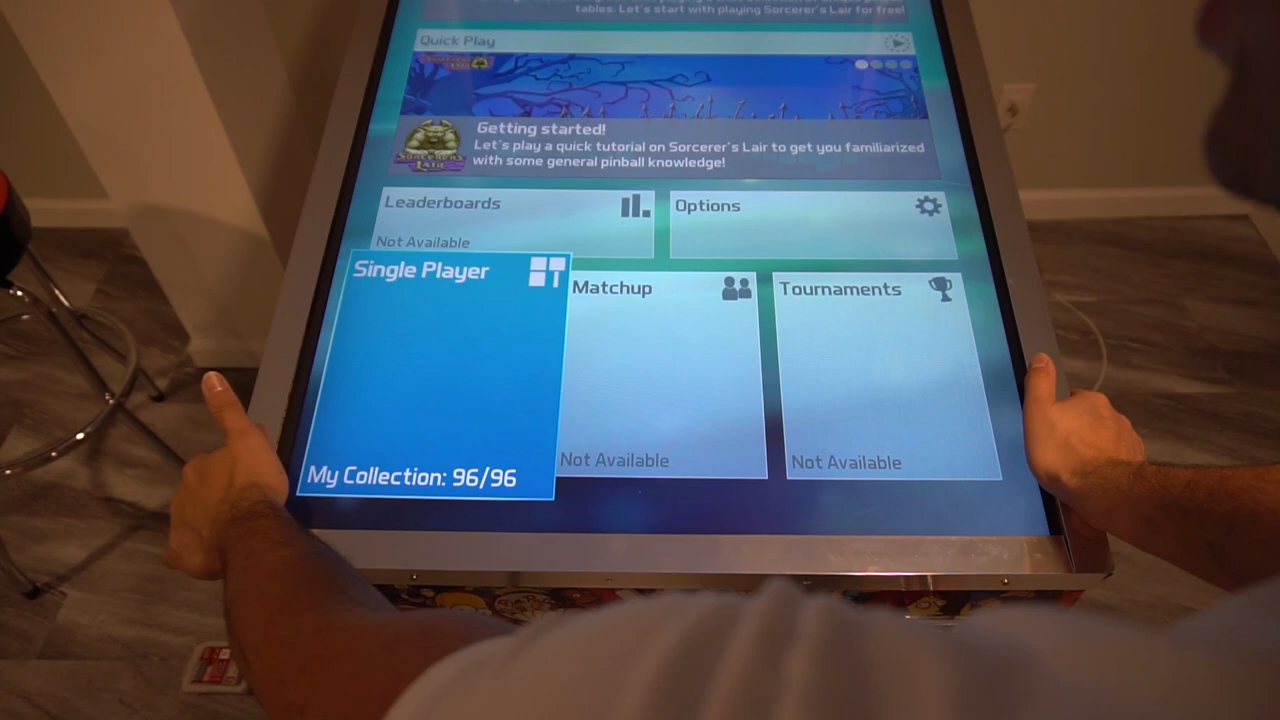 tables. Let's start with playing Sorcerer's Lair for free!
Quick Play
Getting started!
Let's play a quick tutorial on Sorcerer's Lair to get you familiarized
with some general pinball knowledge!
SORCERER'S
LAIR
Leaderboards
Not Available
Options
Single Player
My Collection: 96/96
Matchup
Not Available
Tournaments
Not Available